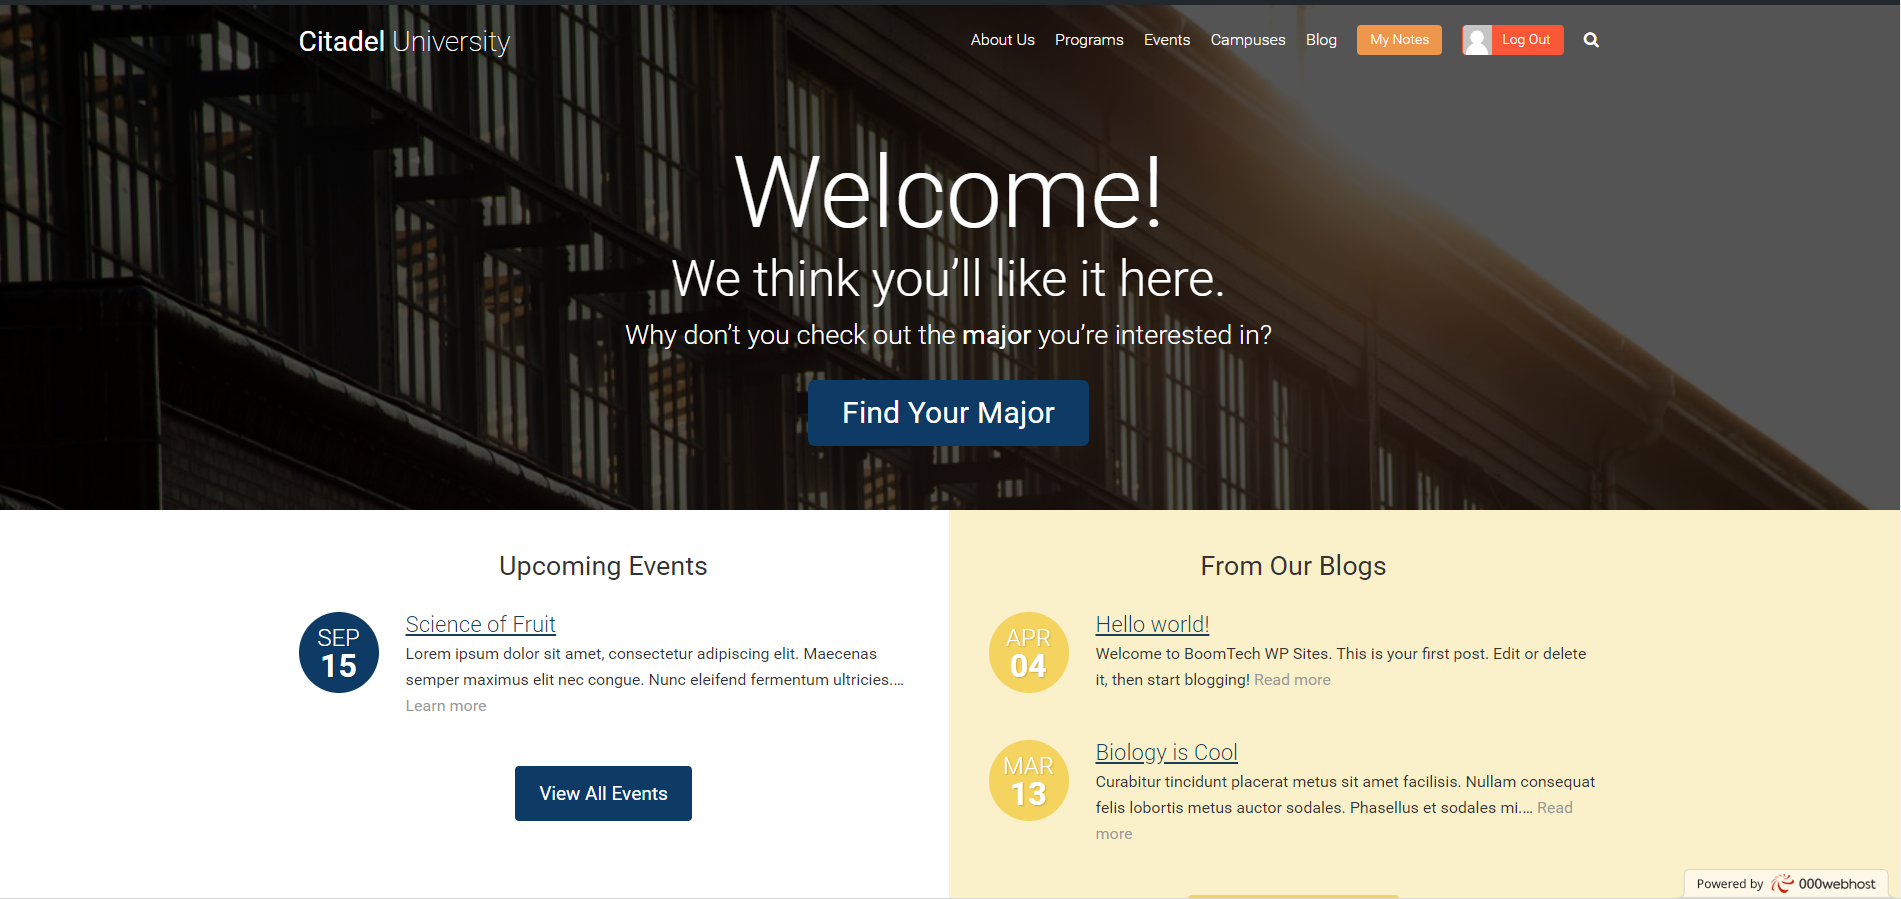 Citadel University
About Us Programs Events Campuses Blog My Notes Log Out
Welcome!
We think you’ll like it here.
Why don’t you check out the major you’re interested in?
Find Your Major
Upcoming Events
SEP
15
Science of Fruit
Lorem ipsum dolor sit amet, consectetur adipiscing elit. Maecenas
semper maximus elit nec congue. Nunc eleifend fermentum ultricies.…
Learn more
View All Events
From Our Blogs
APR
04
Hello world!
Welcome to BoomTech WP Sites. This is your first post. Edit or delete
it, then start blogging! Read more
MAR
13
Biology is Cool
Curabitur tincidunt placerat metus sit amet facilisis. Nullam consequat
felis lobortis metus auctor sodales. Phasellus et sodales mi.… Read
more
Powered by 000webhost